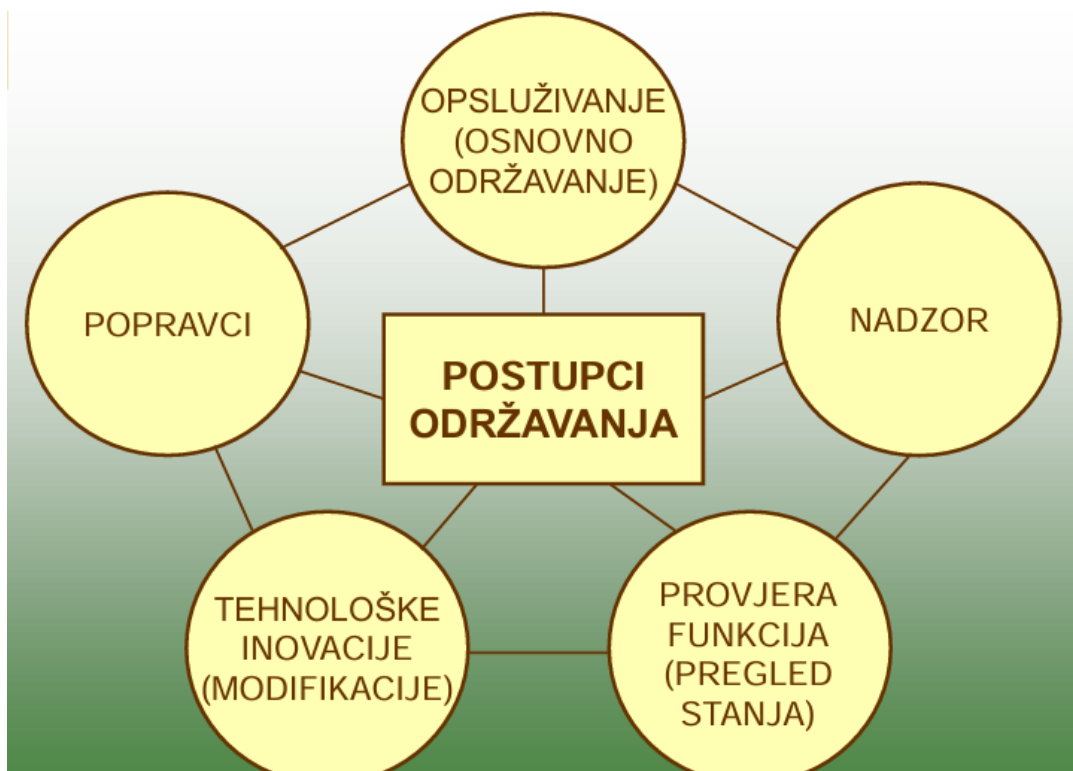 OPSLUŽIVANJE
(OSNOVNO
ODRŽAVANJE)
POPRAVCI
NADZOR
POSTUPCI
ODRŽAVANJA
TEHNOLOŠKE
INOVACIJE
(MODIFIKACIJE)
PROVJERA
FUNKCIJA
(PREGLED
STANJA)